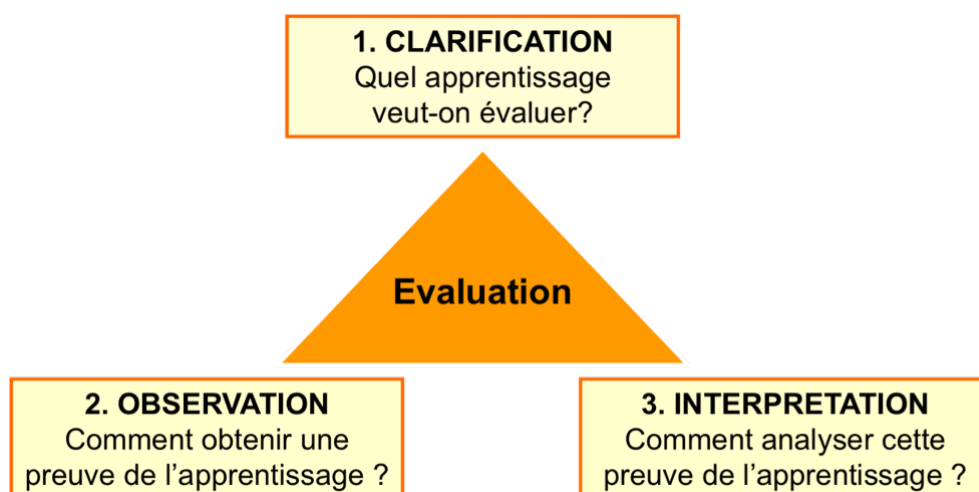 1. CLARIFICATION
Quel apprentissage
veut-on évaluer?
Evaluation
2. OBSERVATION
Comment obtenir une
preuve de l’apprentissage ?
3. INTERPRETATION
Comment analyser cette
preuve de l’apprentissage ?